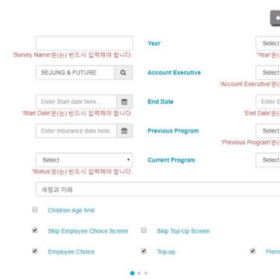 Year
Select
'Survey Name'은(는) 반드시 입력해야 합니다.
'Year'은(
SEJUNG & FUTURE
Account Executive
Select
'Account Executive'은(
Enter Start date here..
End Date
Enter E
'Start Date'은(는) 반드시 입력해야 합니다.
'End Date'은(
Enter Insurance date here.
Previous Program
Select
'Previous Program'은(
Select
Current Program
Select
'Status'은(는) 반드시 입력해야 합니다.
세정과 미래
Children Age limit
Skip Employee Choice Screen
Skip Top-Up Screen
Employee Choice
Top-up
Prem